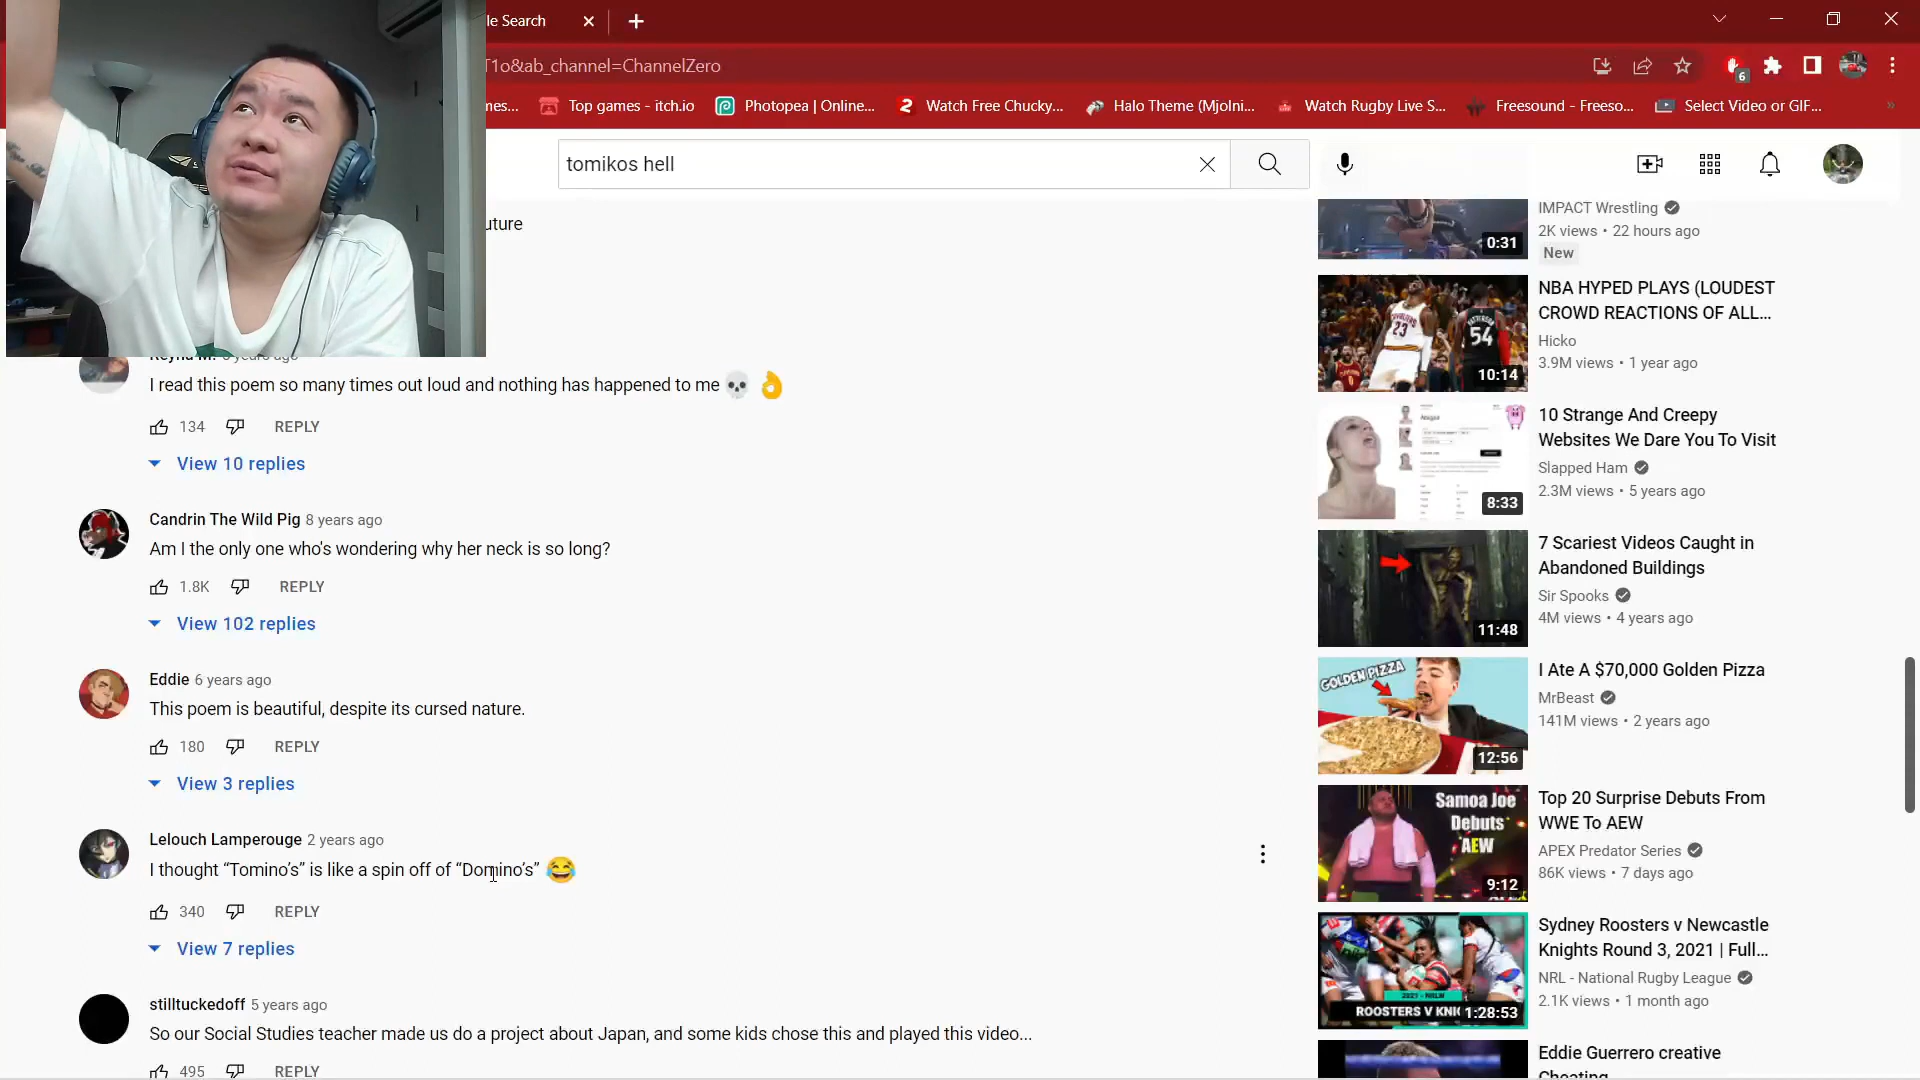 le Search
T1o&ab_channel=ChannelZero
6
mes...
Top games - itch.io
Photopea | Online...
Watch Free Chucky...
Halo Theme (Mjolni...
Watch Rugby Live S...
Freesound - Freeso...
Select Video or GIF...
»
tomikos hell
uture
I read this poem so many times out loud and nothing has happened to me 💀 👌
134 REPLY
View 10 replies
Candrin The Wild Pig 8 years ago
Am I the only one who's wondering why her neck is so long?
1.8K REPLY
View 102 replies
Eddie 6 years ago
This poem is beautiful, despite its cursed nature.
180 REPLY
View 3 replies
Lelouch Lamperouge 2 years ago
I thought “Tomino’s” is like a spin off of “Domino’s” 😂
340 REPLY
View 7 replies
stilltuckedoff 5 years ago
So our Social Studies teacher made us do a project about Japan, and some kids chose this and played this video...
495 REPLY
0:31
IMPACT Wrestling
2K views • 22 hours ago
New
10:14
NBA HYPED PLAYS (LOUDEST
CROWD REACTIONS OF ALL...
Hicko
3.9M views • 1 year ago
8:33
10 Strange And Creepy
Websites We Dare You To Visit
Slapped Ham
2.3M views • 5 years ago
11:48
7 Scariest Videos Caught in
Abandoned Buildings
Sir Spooks
4M views • 4 years ago
GOLDEN PIZZA
12:56
I Ate A $70,000 Golden Pizza
MrBeast
141M views • 2 years ago
Samoa Joe
Debuts
AEW
9:12
Top 20 Surprise Debuts From
WWE To AEW
APEX Predator Series
86K views • 7 days ago
ROOSTERS V KNI
1:28:53
Sydney Roosters v Newcastle
Knights Round 3, 2021 | Full...
NRL - National Rugby League
2.1K views • 1 month ago
Eddie Guerrero creative